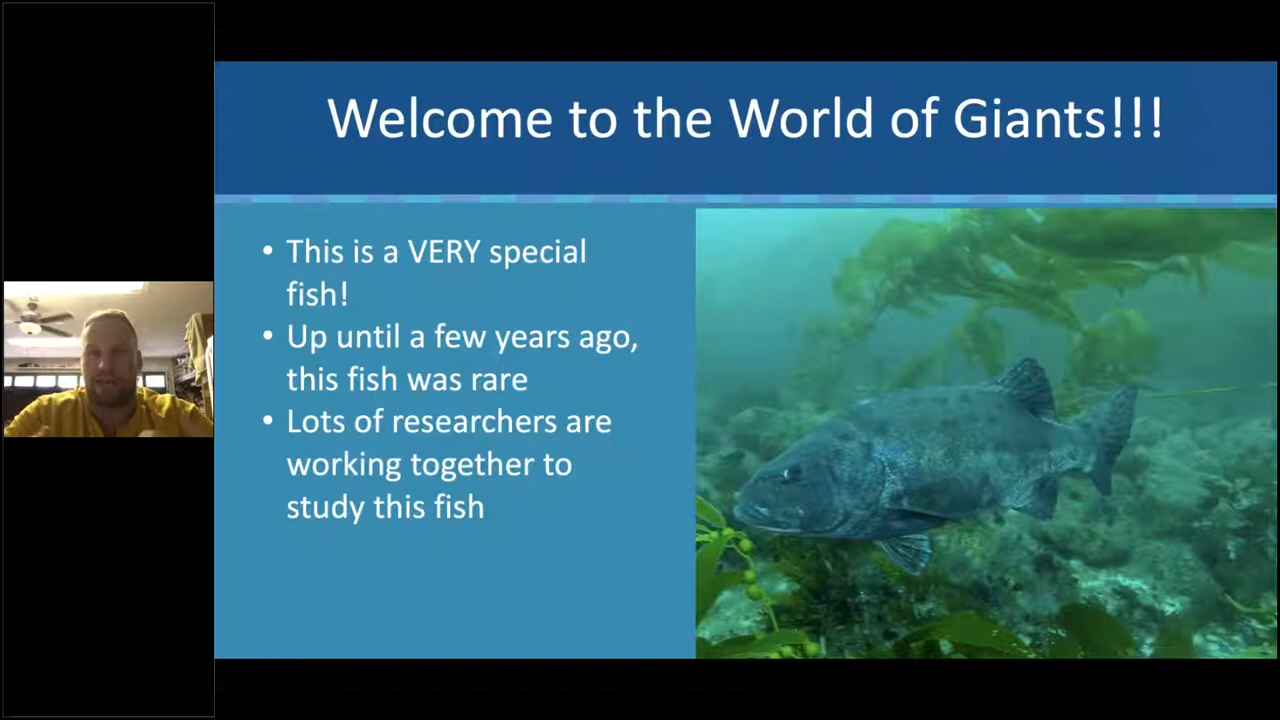 Welcome to the World of Giants!!!
• This is a VERY special
fish!
• Up until a few years ago,
this fish was rare
• Lots of researchers are
working together to
study this fish